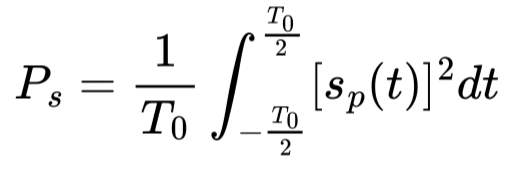 $P_s = \frac{1}{T_0} \int_{-\frac{T_0}{2}}^{\frac{T_0}{2}} [s_p(t)]^2 dt$